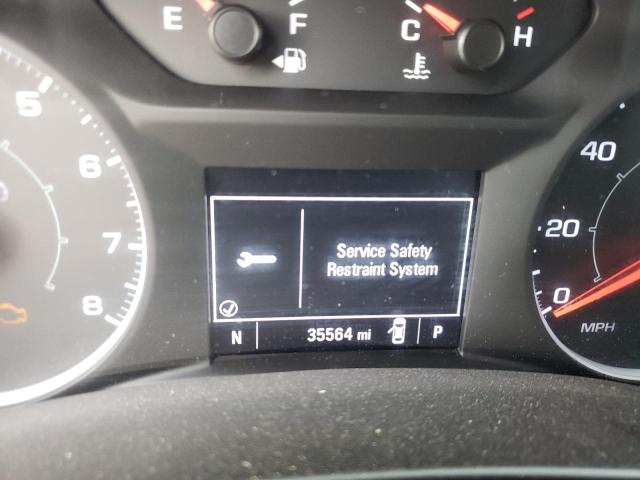 E F
C H
5
6
7
8
40
20
0
MPH
Service Safety
Restraint System
N 35564 mi P